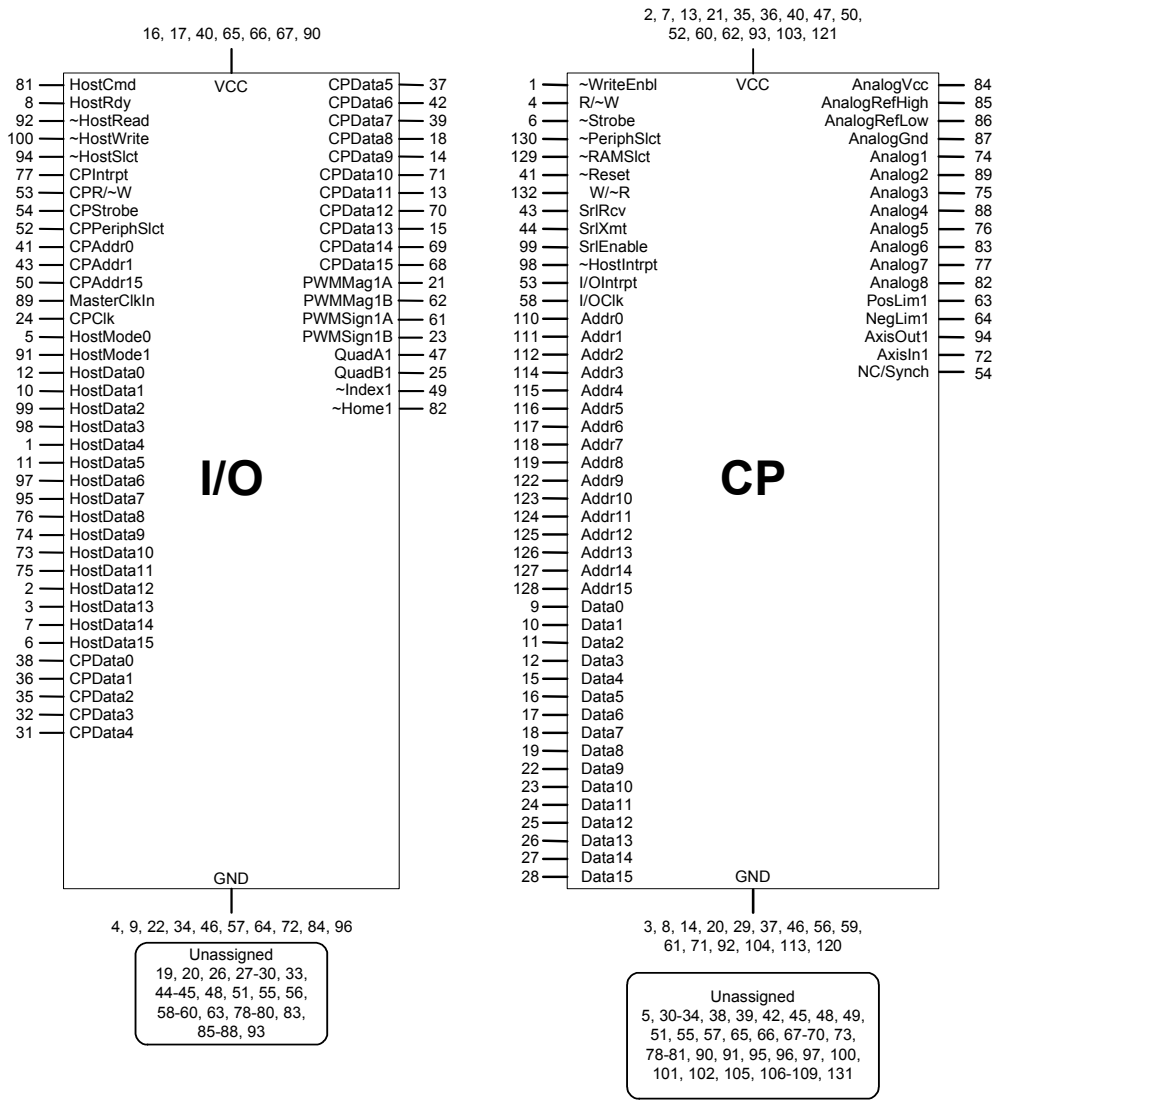 16, 17, 40, 65, 66, 67, 90
VCC
81 HostCmd
8 HostRdy
92 ~HostRead
100 ~HostWrite
94 ~HostSlct
77 CPIntrpt
53 CPR/~W
54 CPStrobe
52 CPPeriphSlct
41 CPAddr0
43 CPAddr1
50 CPAddr15
89 MasterClkIn
24 CPClk
5 HostMode0
91 HostMode1
12 HostData0
10 HostData1
99 HostData2
98 HostData3
1 HostData4
11 HostData5
97 HostData6
95 HostData7
76 HostData8
74 HostData9
73 HostData10
75 HostData11
2 HostData12
3 HostData13
7 HostData14
6 HostData15
38 CPData0
36 CPData1
35 CPData2
32 CPData3
31 CPData4
I/O
CPData5 37
CPData6 42
CPData7 39
CPData8 18
CPData9 14
CPData10 71
CPData11 13
CPData12 70
CPData13 15
CPData14 69
CPData15 68
PWMMag1A 21
PWMMag1B 62
PWMSign1A 61
PWMSign1B 23
QuadA1 47
QuadB1 25
~Index1 49
~Home1 82
GND
4, 9, 22, 34, 46, 57, 64, 72, 84, 96
Unassigned
19, 20, 26, 27-30, 33,
44-45, 48, 51, 55, 56,
58-60, 63, 78-80, 83,
85-88, 93
2, 7, 13, 21, 35, 36, 40, 47, 50,
52, 60, 62, 93, 103, 121
VCC
1 ~WriteEnbl
4 R/~W
6 ~Strobe
130 ~PeriphSlct
129 ~RAMSlct
41 ~Reset
132 W/~R
43 SrlRcv
44 SrlXmt
99 SrlEnable
98 ~HostIntrpt
53 I/OIntrpt
58 I/OClk
110 Addr0
111 Addr1
112 Addr2
114 Addr3
115 Addr4
116 Addr5
117 Addr6
118 Addr7
119 Addr8
122 Addr9
123 Addr10
124 Addr11
125 Addr12
126 Addr13
127 Addr14
128 Addr15
9 Data0
10 Data1
11 Data2
12 Data3
15 Data4
16 Data5
17 Data6
18 Data7
19 Data8
22 Data9
23 Data10
24 Data11
25 Data12
26 Data13
27 Data14
28 Data15
CP
AnalogVcc 84
AnalogRefHigh 85
AnalogRefLow 86
AnalogGnd 87
Analog1 74
Analog2 89
Analog3 75
Analog4 88
Analog5 76
Analog6 83
Analog7 77
Analog8 82
PosLim1 63
NegLim1 64
AxisOut1 94
AxisIn1 72
NC/Synch 54
GND
3, 8, 14, 20, 29, 37, 46, 56, 59,
61, 71, 92, 104, 113, 120
Unassigned
5, 30-34, 38, 39, 42, 45, 48, 49,
51, 55, 57, 65, 66, 67-70, 73,
78-81, 90, 91, 95, 96, 97, 100,
101, 102, 105, 106-109, 131